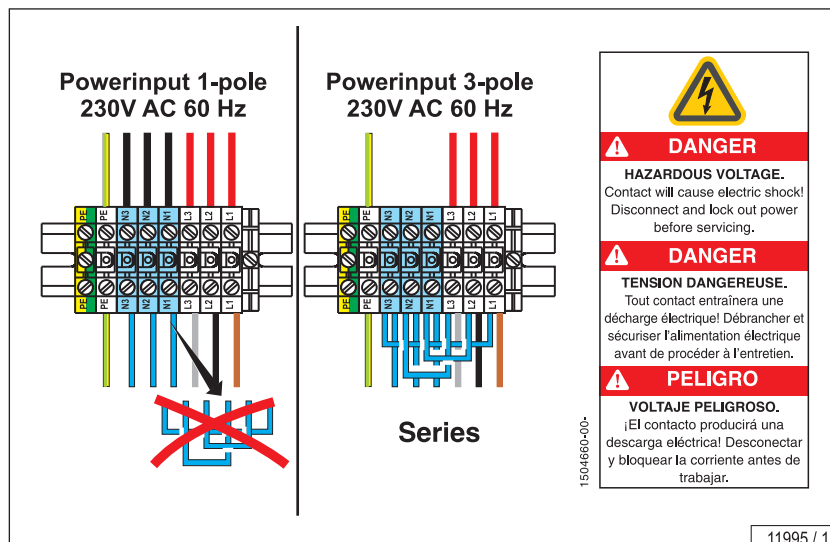 Powerinput 1-pole
230V AC 60 Hz
PE PE N3 N2 N1 L3 L2 L1
PE PE N3 N2 N1 L3 L2 L1
Powerinput 3-pole
230V AC 60 Hz
PE PE N3 N2 N1 L3 L2 L1
PE PE N3 N2 N1 L3 L2 L1
Series
DANGER
HAZARDOUS VOLTAGE.
Contact will cause electric shock!
Disconnect and lock out power
before servicing.
DANGER
TENSION DANGEREUSE.
Tout contact entraînera une
décharge électrique! Débrancher et
sécuriser l'alimentation électrique
avant de procéder à l'entretien.
PELIGRO
VOLTAJE PELIGROSO.
¡El contacto producirá una
descarga eléctrica! Desconectar
y bloquear la corriente antes de
trabajar.
1504660-00-
11995 / 1